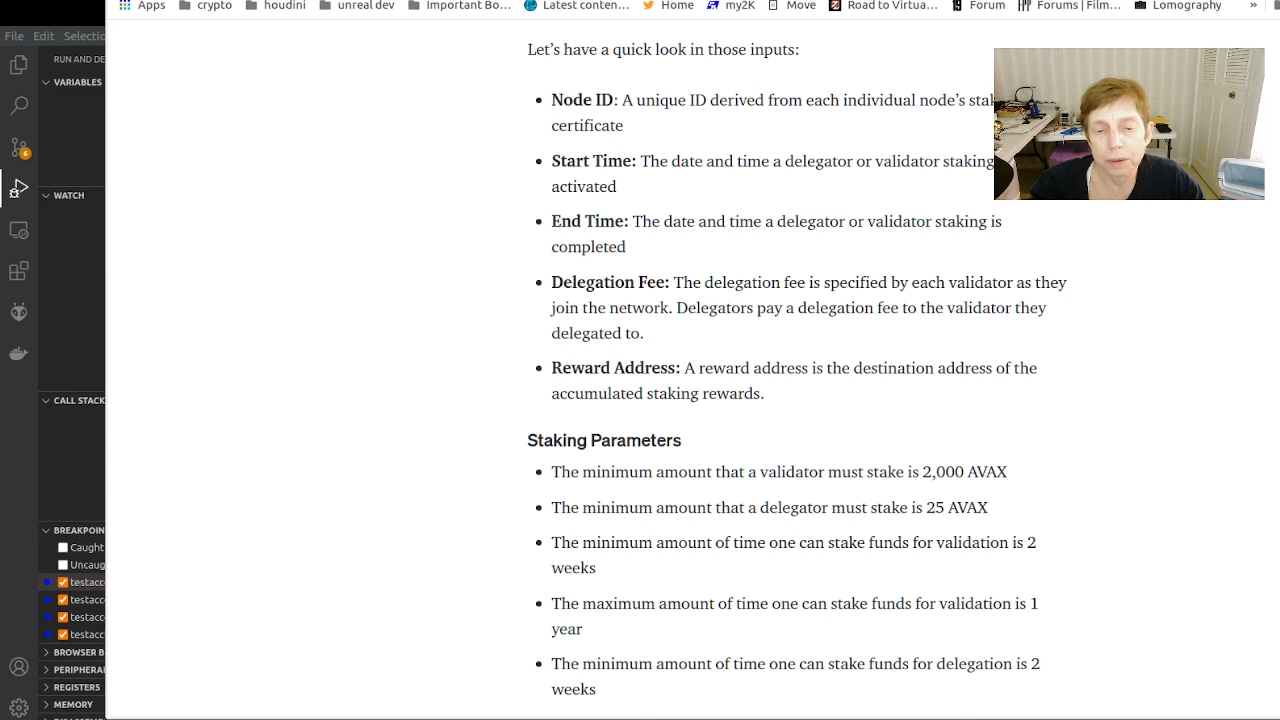 Apps crypto houdini unreal dev Important Bo... Latest conten... Home my2K Move Road to Virtua... Forum Forums | Film... Lomography »
File Edit Selectio
RUN AND DE
VARIABLES
WATCH
CALL STACK
BREAKPOIN
Caught
Uncaug
testacc
testacc
testacc
testacc
BROWSER B
PERIPHERA
REGISTERS
MEMORY
6
Let's have a quick look in those inputs:
• Node ID: A unique ID derived from each individual node's stak
certificate
• Start Time: The date and time a delegator or validator staking
activated
• End Time: The date and time a delegator or validator staking is
completed
• Delegation Fee: The delegation fee is specified by each validator as they
join the network. Delegators pay a delegation fee to the validator they
delegated to.
• Reward Address: A reward address is the destination address of the
accumulated staking rewards.
Staking Parameters
• The minimum amount that a validator must stake is 2,000 AVAX
• The minimum amount that a delegator must stake is 25 AVAX
• The minimum amount of time one can stake funds for validation is 2
weeks
• The maximum amount of time one can stake funds for validation is 1
year
• The minimum amount of time one can stake funds for delegation is 2
weeks